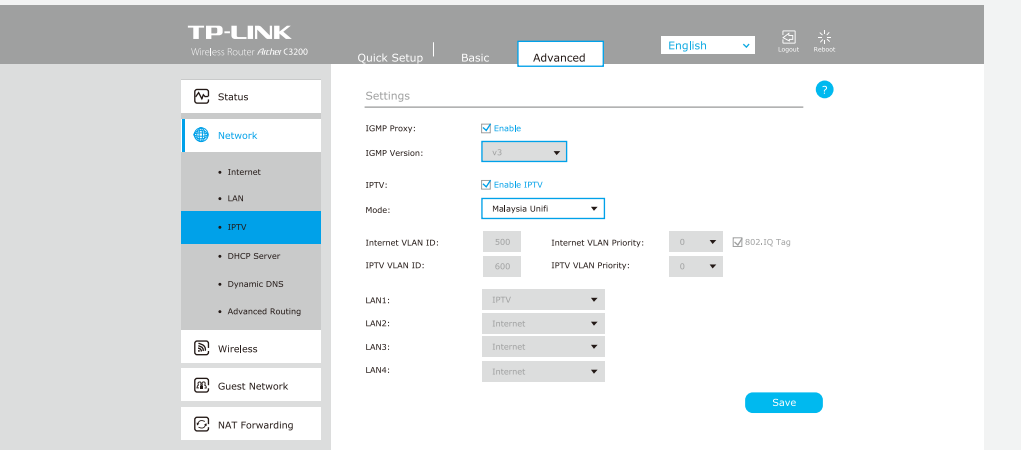 TP-LINK
Wireless Router Archer C3200
Quick Setup Basic Advanced English Logout Reboot
Status
Network
Internet
LAN
IPTV
DHCP Server
Dynamic DNS
Advanced Routing
Wireless
Guest Network
NAT Forwarding
Settings ?
IGMP Proxy: Enable
IGMP Version: v3
IPTV: Enable IPTV
Mode: Malaysia Unifi
Internet VLAN ID: 500 Internet VLAN Priority: 0 802.IQ Tag
IPTV VLAN ID: 600 IPTV VLAN Priority: 0
LAN1: IPTV
LAN2: Internet
LAN3: Internet
LAN4: Internet
Save